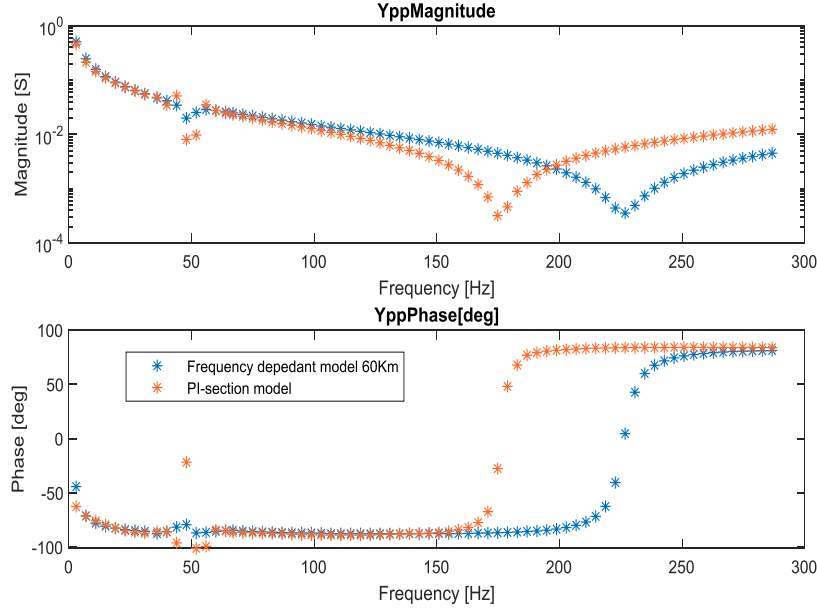 YppMagnitude
10^0
10^-2
10^-4
Magnitude [S]
0 50 100 150 200 250 300
Frequency [Hz]
YppPhase[deg]
100
50
0
-50
-100
Phase [deg]
Frequency depedant model 60Km
PI-section model
0 50 100 150 200 250 300
Frequency [Hz]